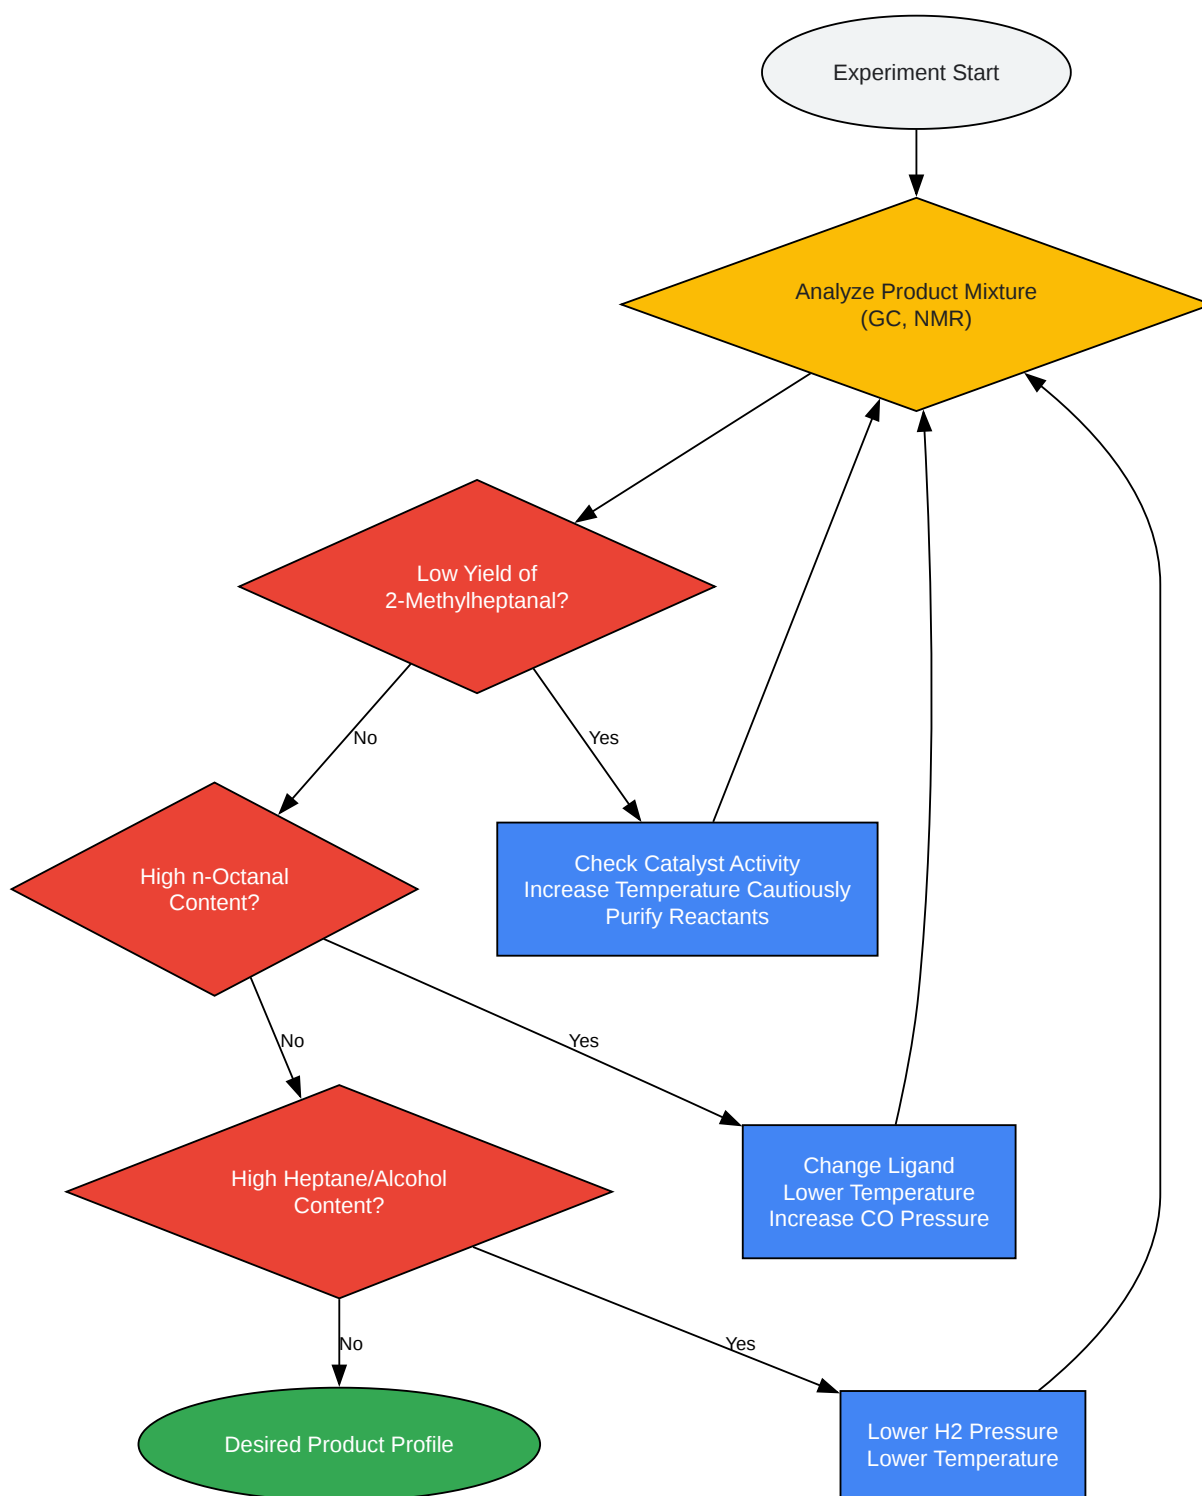 Experiment Start
Analyze Product Mixture
(GC, NMR)
Low Yield of
2-Methylheptanal?
No
Yes
High n-Octanal
Content?
Check Catalyst Activity
Increase Temperature Cautiously
Purify Reactants
No
Yes
High Heptane/Alcohol
Content?
Change Ligand
Lower Temperature
Increase CO Pressure
No
Yes
Desired Product Profile
Lower H2 Pressure
Lower Temperature